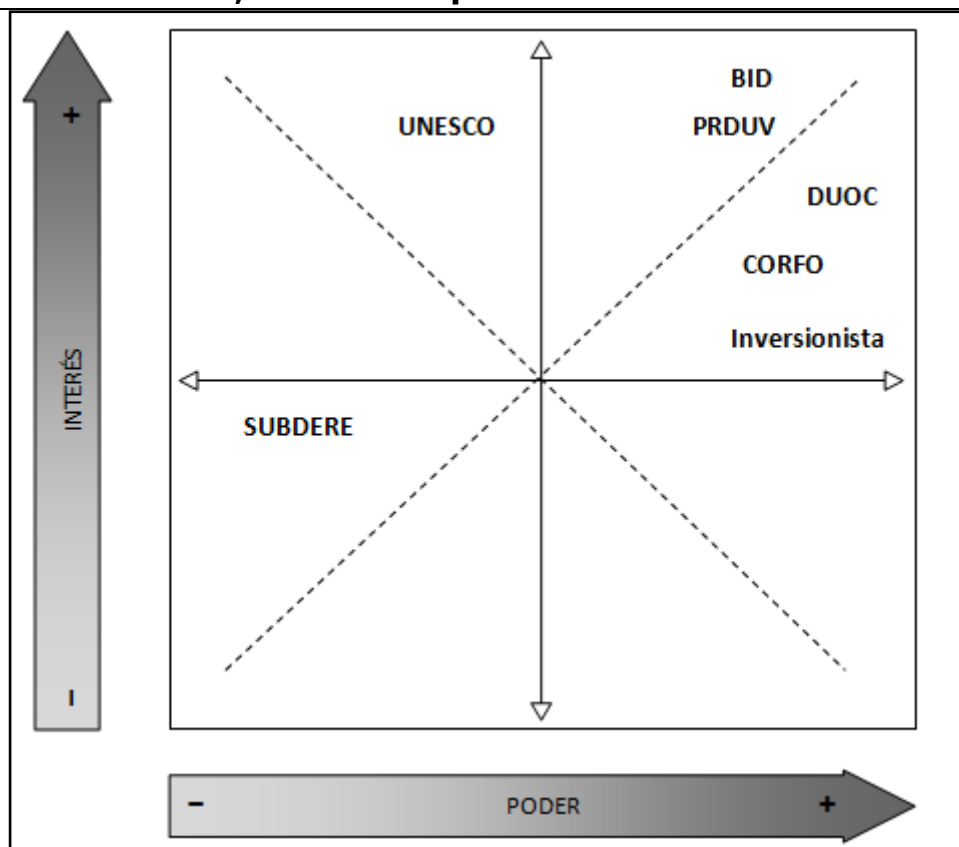 +
BID
UNESCO
PRDUV
DUOC
CORFO
Inversionista
INTERÉS
SUBDERE
–
– PODER +